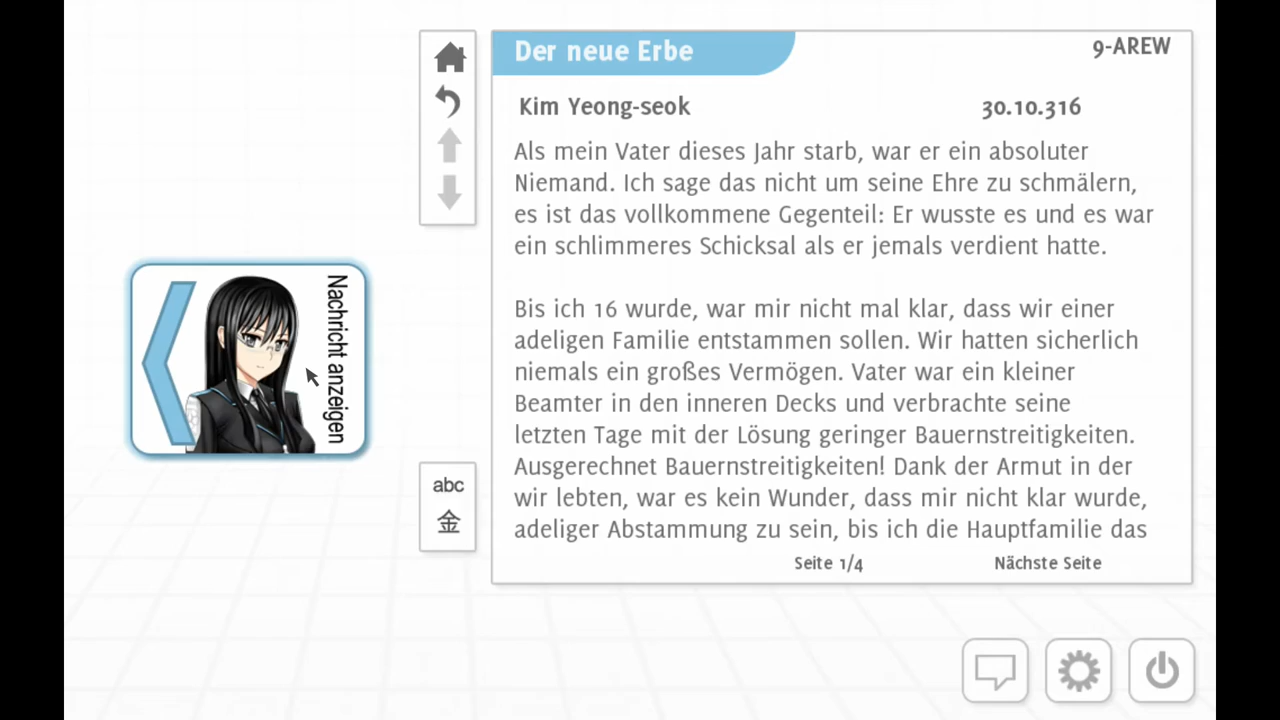 Der neue Erbe
9-AREW
Kim Yeong-seok
30.10.316
Als mein Vater dieses Jahr starb, war er ein absoluter
Niemand. Ich sage das nicht um seine Ehre zu schmälern,
es ist das vollkommene Gegenteil: Er wusste es und es war
ein schlimmeres Schicksal als er jemals verdient hatte.
Bis ich 16 wurde, war mir nicht mal klar, dass wir einer
adeligen Familie entstammen sollen. Wir hatten sicherlich
niemals ein großes Vermögen. Vater war ein kleiner
Beamter in den inneren Decks und verbrachte seine
letzten Tage mit der Lösung geringer Bauernstreitigkeiten.
Ausgerechnet Bauernstreitigkeiten! Dank der Armut in der
wir lebten, war es kein Wunder, dass mir nicht klar wurde,
adeliger Abstammung zu sein, bis ich die Hauptfamilie das
Seite 1/4
Nächste Seite
Nachricht anzeigen
abc
金